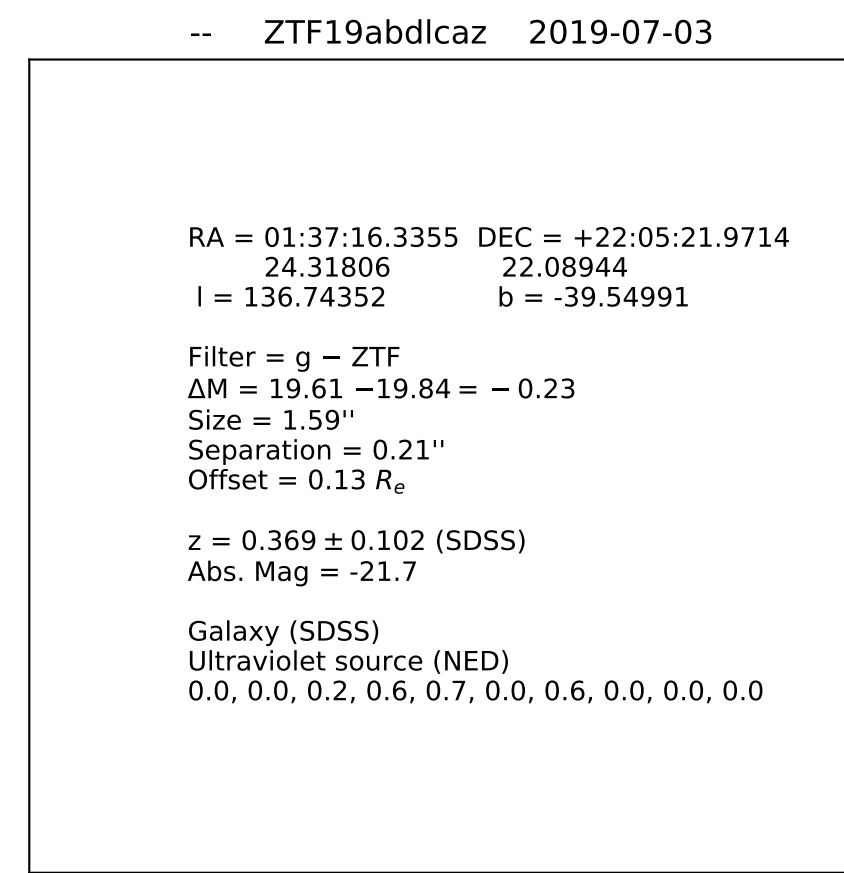 -- ZTF19abdlcaz 2019-07-03
RA = 01:37:16.3355 DEC = +22:05:21.9714
24.31806 22.08944
l = 136.74352 b = -39.54991
Filter = g − ZTF
ΔM = 19.61 −19.84 = − 0.23
Size = 1.59''
Separation = 0.21''
Offset = 0.13 Re
z = 0.369 ± 0.102 (SDSS)
Abs. Mag = -21.7
Galaxy (SDSS)
Ultraviolet source (NED)
0.0, 0.0, 0.2, 0.6, 0.7, 0.0, 0.6, 0.0, 0.0, 0.0